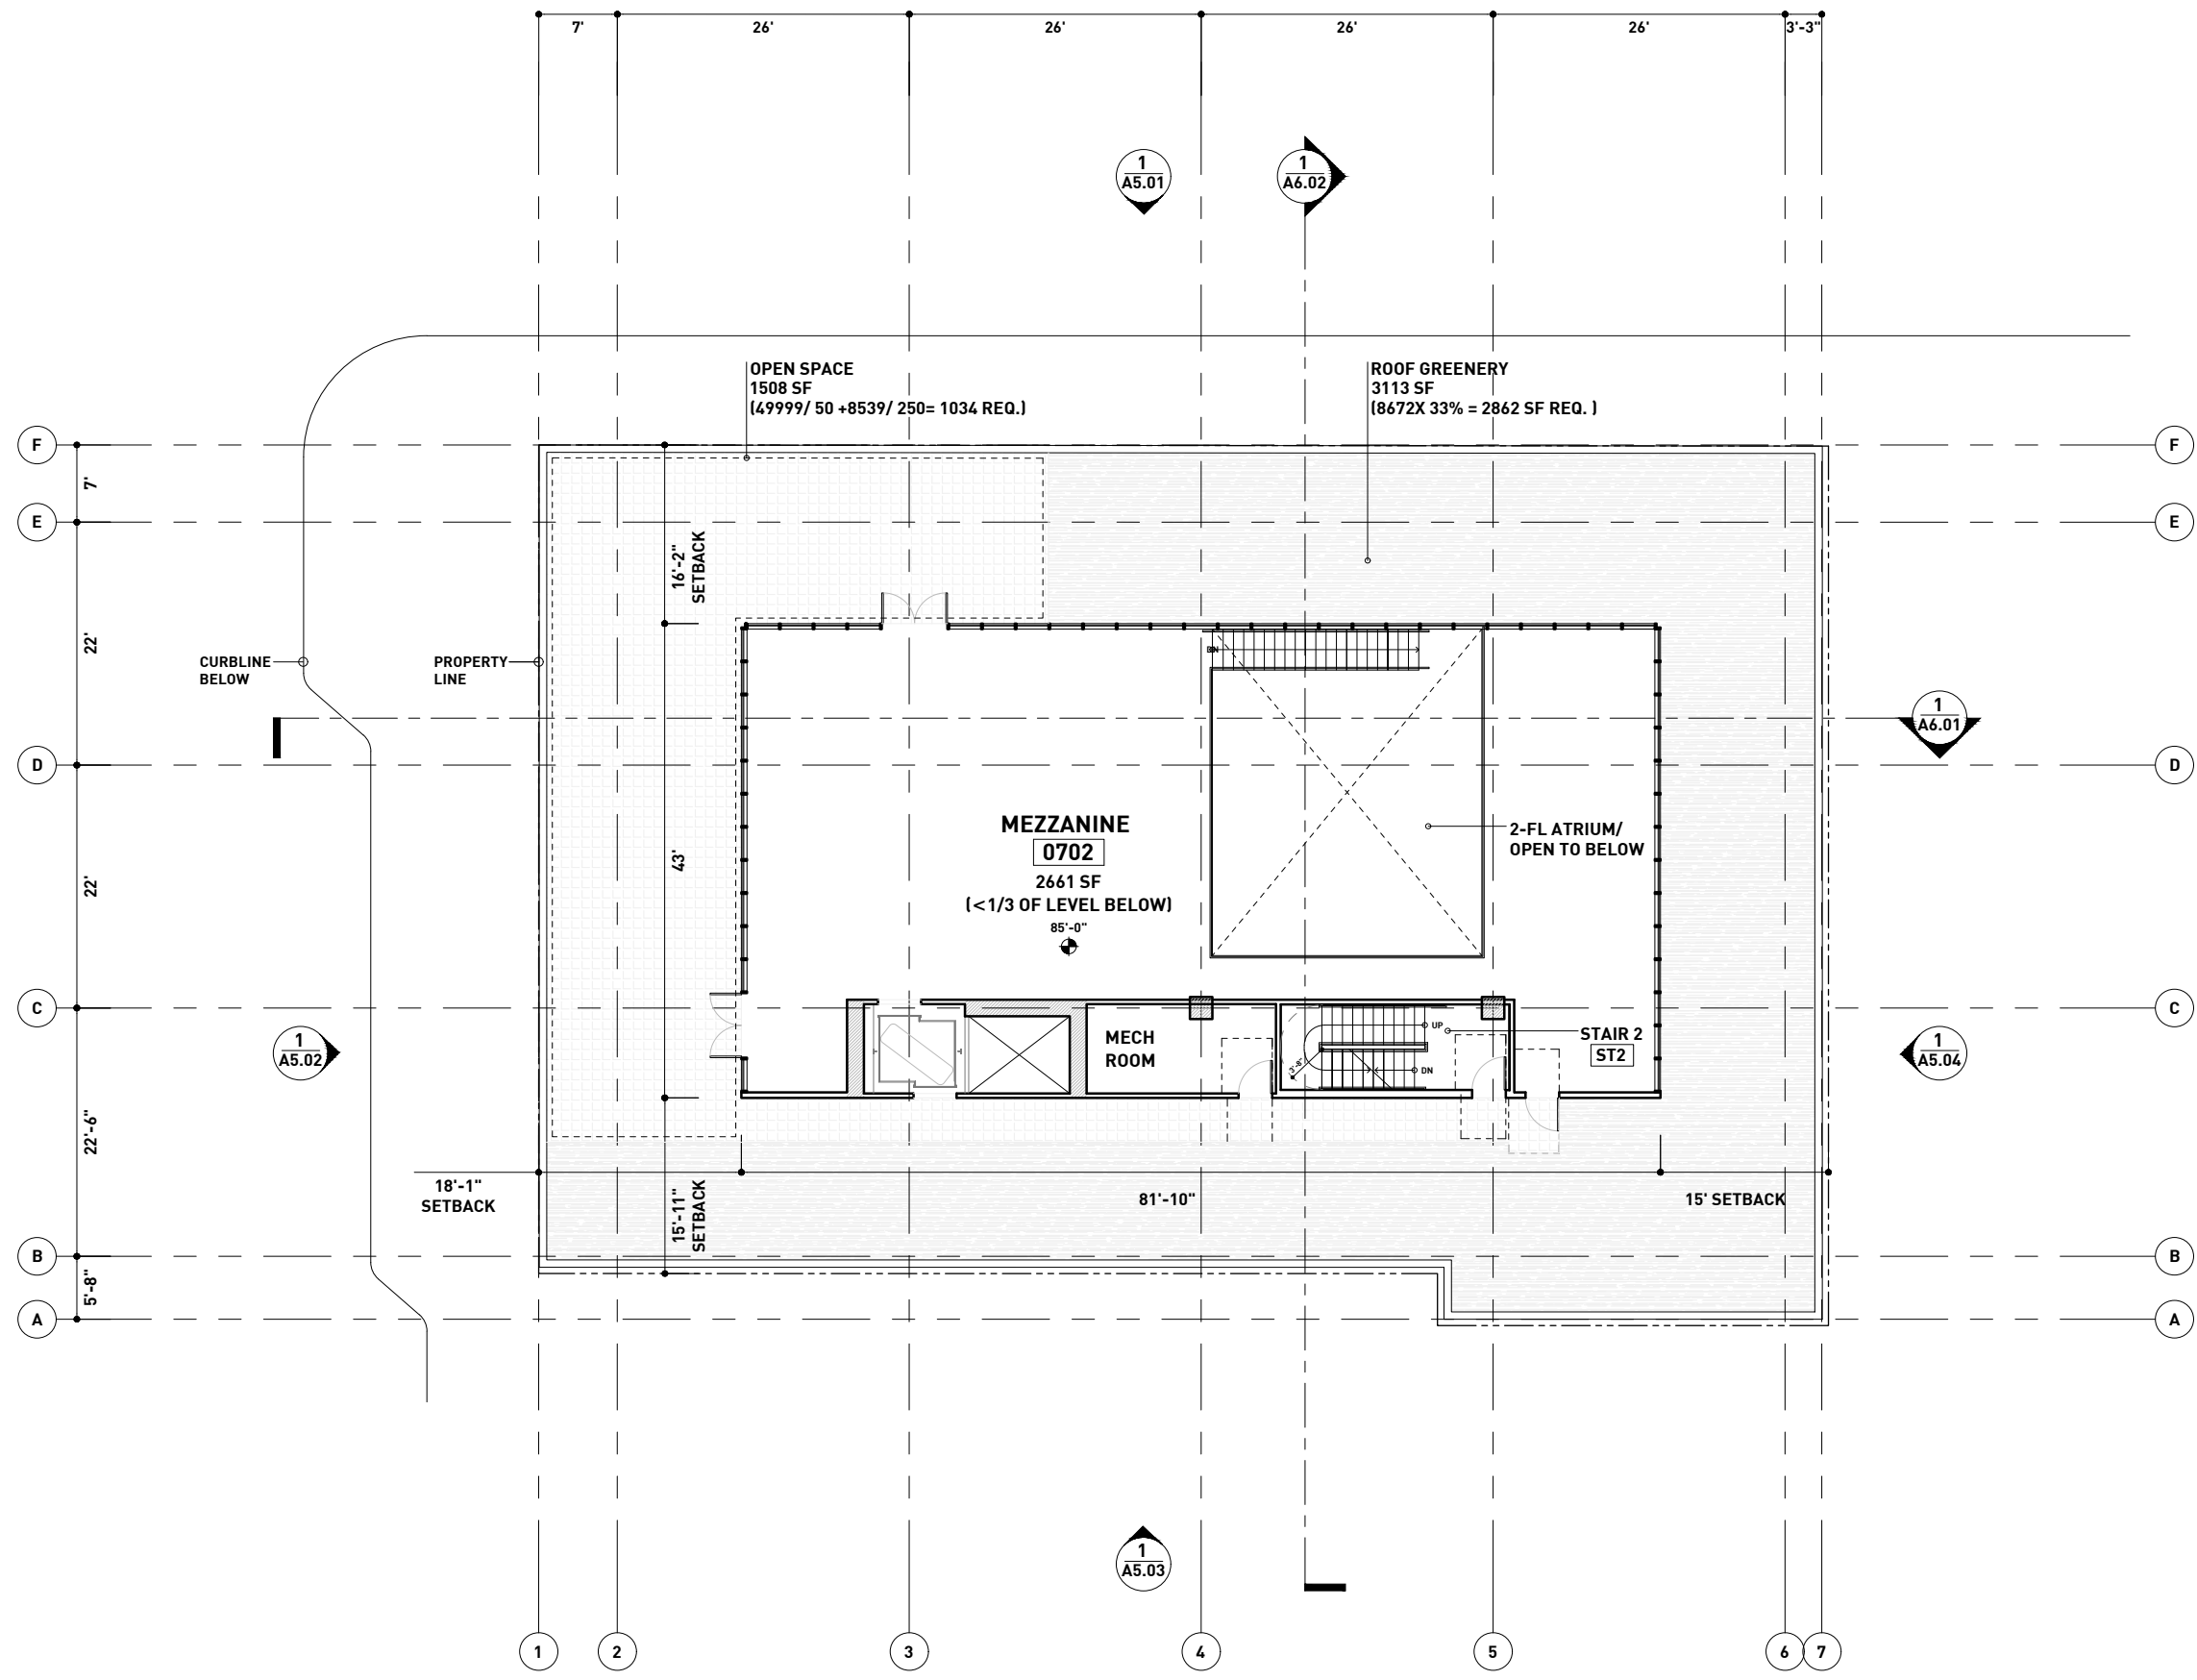 7' 26' 26' 26' 26' 3'-3"
1
A5.01
1
A6.02
OPEN SPACE
1508 SF
(49999/ 50 +8539/ 250= 1034 REQ.)
ROOF GREENERY
3113 SF
(8672X 33% = 2862 SF REQ. )
F
F
7'
E
E
16'-2"
SETBACK
22'
CURBLINE
BELOW
PROPERTY
LINE
DN
1
A6.01
D
D
MEZZANINE
0702
2661 SF
(<1/3 OF LEVEL BELOW)
85'-0"
2-FL ATRIUM/
OPEN TO BELOW
43'
22'
C
C
MECH
ROOM
UP
DN
3'-8"
STAIR 2
ST2
1
A5.02
1
A5.04
22'-6"
18'-1"
SETBACK
15'-11"
SETBACK
81'-10"
15' SETBACK
B
B
5'-8"
A
A
1
A5.03
1 2 3 4 5 6 7